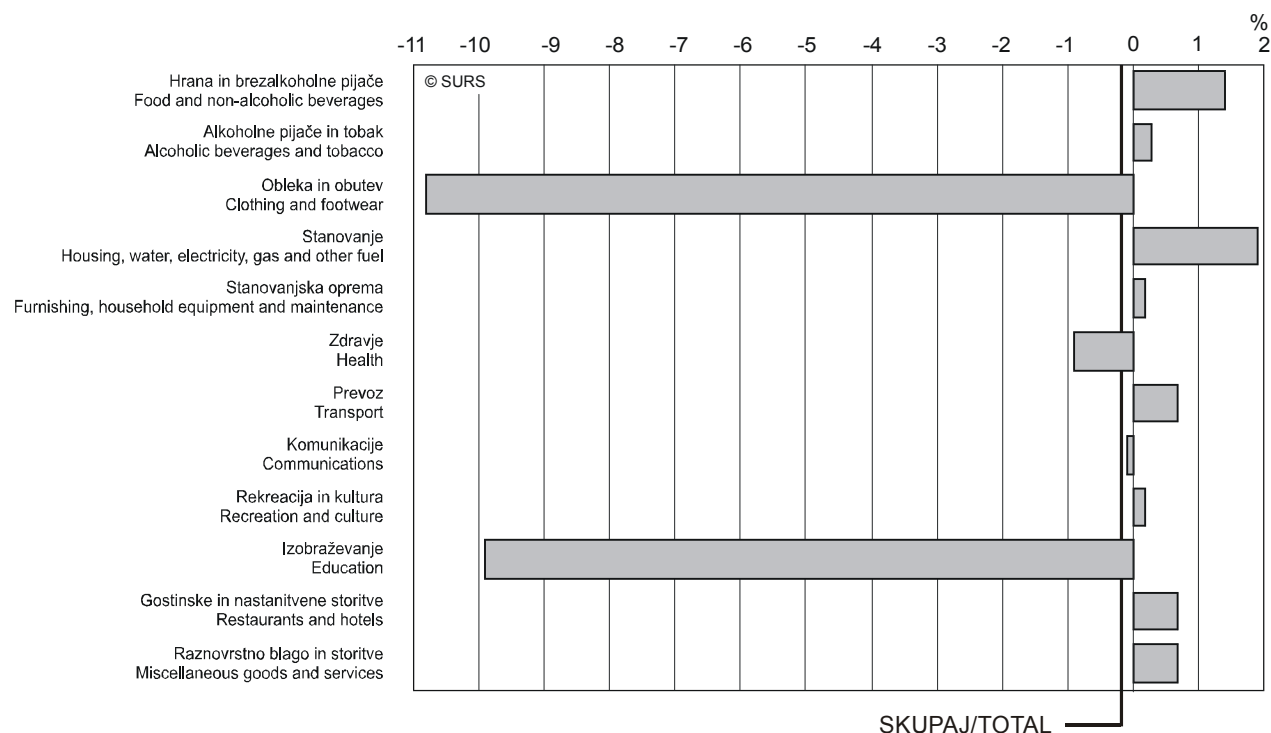 %
-11 -10 -9 -8 -7 -6 -5 -4 -3 -2 -1 0 1 2
© SURS
Hrana in brezalkoholne pijače
Food and non-alcoholic beverages
Alkoholne pijače in tobak
Alcoholic beverages and tobacco
Obleka in obutev
Clothing and footwear
Stanovanje
Housing, water, electricity, gas and other fuel
Stanovanjska oprema
Furnishing, household equipment and maintenance
Zdravje
Health
Prevoz
Transport
Komunikacije
Communications
Rekreacija in kultura
Recreation and culture
Izobraževanje
Education
Gostinske in nastanitvene storitve
Restaurants and hotels
Raznovrstno blago in storitve
Miscellaneous goods and services
SKUPAJ/TOTAL